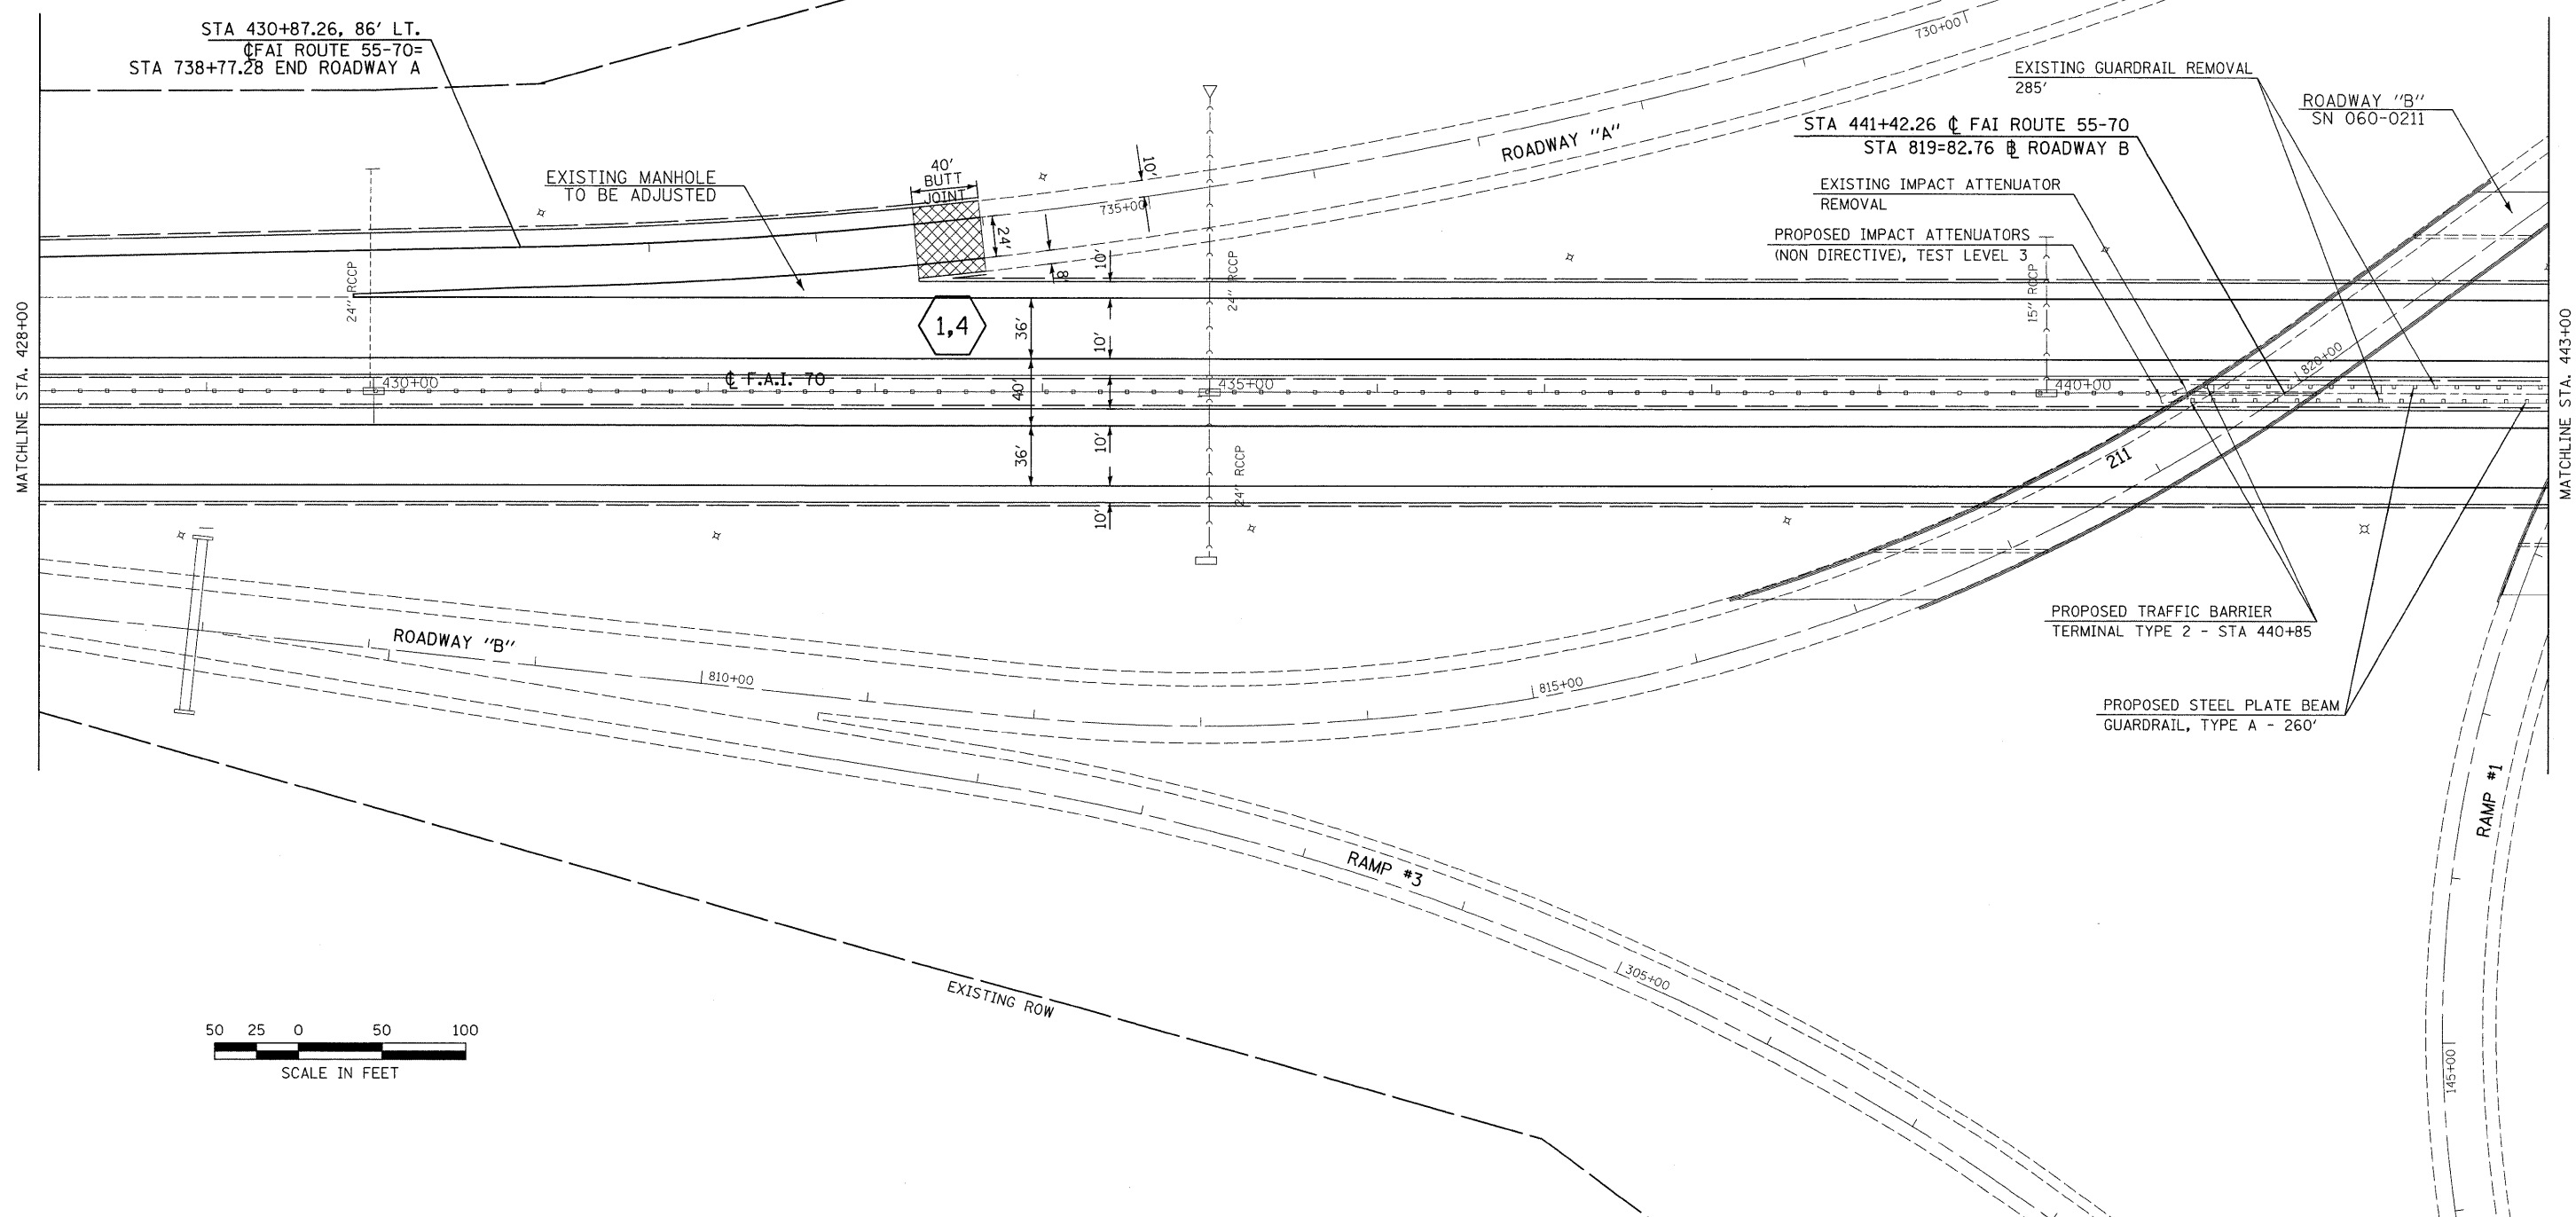 STA 430+87.26, 86' LT.
℄FAI ROUTE 55-70=
STA 738+77.28 END ROADWAY A
730+00
EXISTING GUARDRAIL REMOVAL
285'
ROADWAY "B"
SN 060-0211
STA 441+42.26 ℄ FAI ROUTE 55-70
STA 819=82.76 B ROADWAY B
ROADWAY "A"
40'
BUTT
JOINT
10'
EXISTING MANHOLE
TO BE ADJUSTED
EXISTING IMPACT ATTENUATOR
REMOVAL
735+00
24'
8'
10'
PROPOSED IMPACT ATTENUATORS
(NON DIRECTIVE), TEST LEVEL 3
24" RCCP
24" RCCP
15" RCCP
1,4
36'
10'
MATCHLINE STA. 428+00
MATCHLINE STA. 443+00
820+00
℄ F.A.I. 70
430+00
435+00
440+00
40'
36'
10'
24" RCCP
211
10'
PROPOSED TRAFFIC BARRIER
TERMINAL TYPE 2 - STA 440+85
ROADWAY "B"
810+00
815+00
PROPOSED STEEL PLATE BEAM
GUARDRAIL, TYPE A - 260'
RAMP #1
RAMP #3
305+00
EXISTING ROW
145+00
50 25 0 50 100
SCALE IN FEET